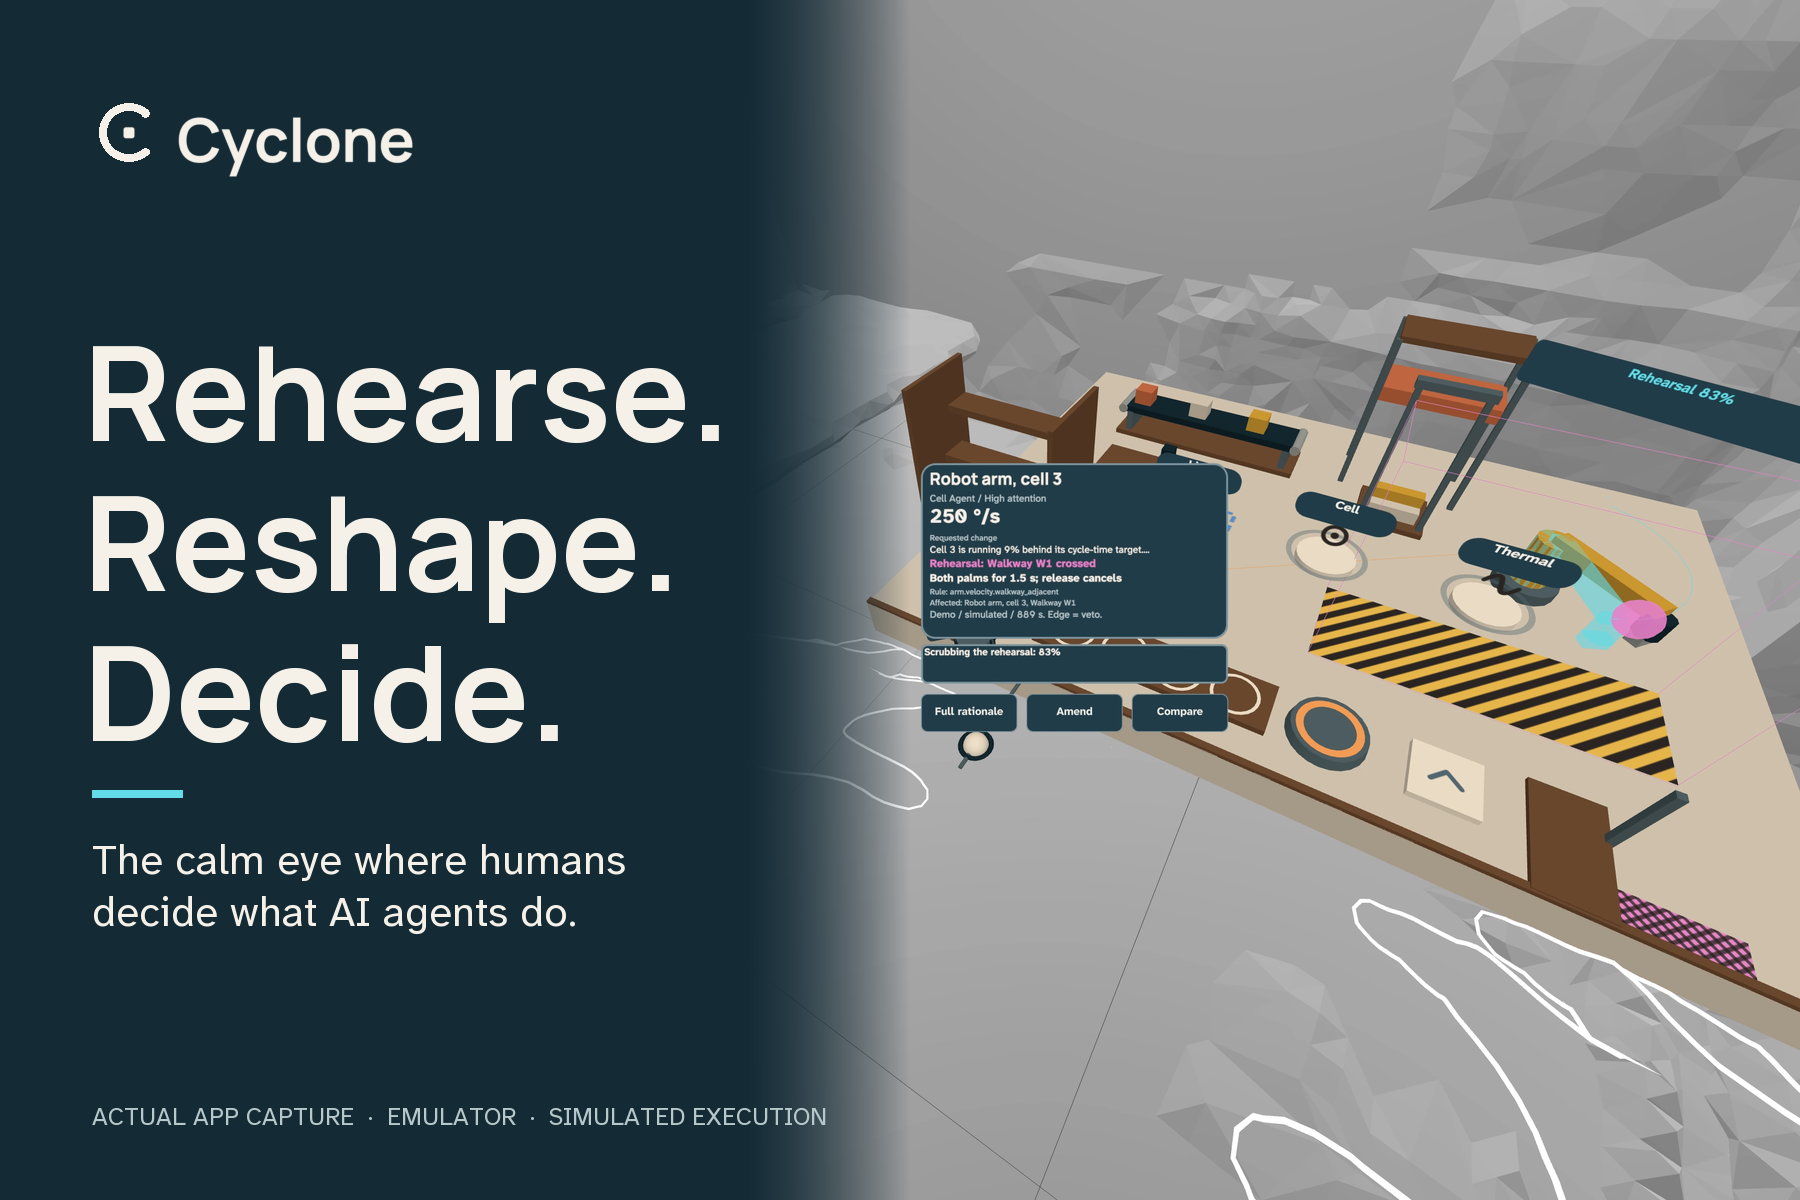 Cyclone
Rehearse.
Reshape.
Decide.
The calm eye where humans
decide what AI agents do.
ACTUAL APP CAPTURE · EMULATOR · SIMULATED EXECUTION
Rehearsal 83%
Robot arm, cell 3
Cell Agent / High attention
250 °/s
Requested change
Cell 3 is running 9% behind its cycle-time target....
Rehearsal: Walkway W1 crossed
Both palms for 1.5 s; release cancels
Rule: arm.velocity.walkway_adjacent
Affected: Robot arm, cell 3, Walkway W1
Demo / simulated / 889 s. Edge = veto.
Scrubbing the rehearsal: 83%
Full rationale
Amend
Compare
Cell
Thermal